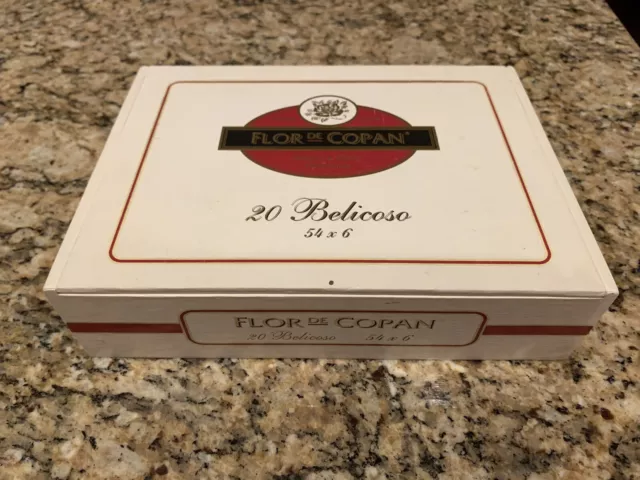 FLOR DE COPAN®
20 Belicoso
54 x 6
FLOR DE COPAN
20 Belicoso 54 x 6